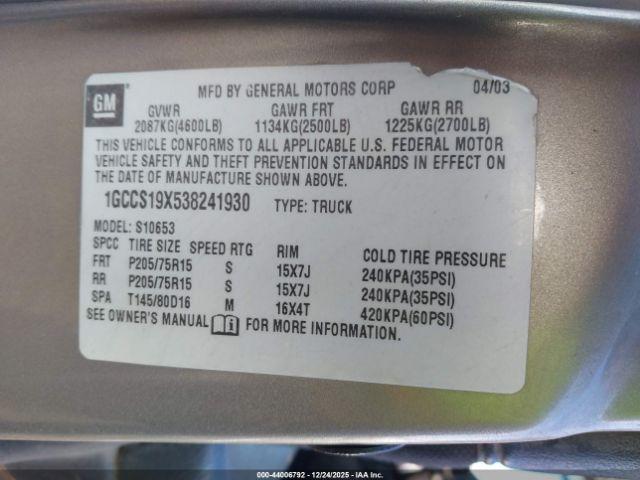 GM
MFD BY GENERAL MOTORS CORP 04/03
GVWR GAWR FRT GAWR RR
2087KG(4600LB) 1134KG(2500LB) 1225KG(2700LB)
THIS VEHICLE CONFORMS TO ALL APPLICABLE U.S. FEDERAL MOTOR
VEHICLE SAFETY AND THEFT PREVENTION STANDARDS IN EFFECT ON
THE DATE OF MANUFACTURE SHOWN ABOVE.
1GCCS19X538241930 TYPE: TRUCK
MODEL: S10653
SPCC TIRE SIZE SPEED RTG RIM COLD TIRE PRESSURE
FRT P205/75R15 S 15X7J 240KPA(35PSI)
RR P205/75R15 S 15X7J 240KPA(35PSI)
SPA T145/80D16 M 16X4T 420KPA(60PSI)
SEE OWNER'S MANUAL i FOR MORE INFORMATION.
000-44006792 - 12/24/2025 - IAA Inc.